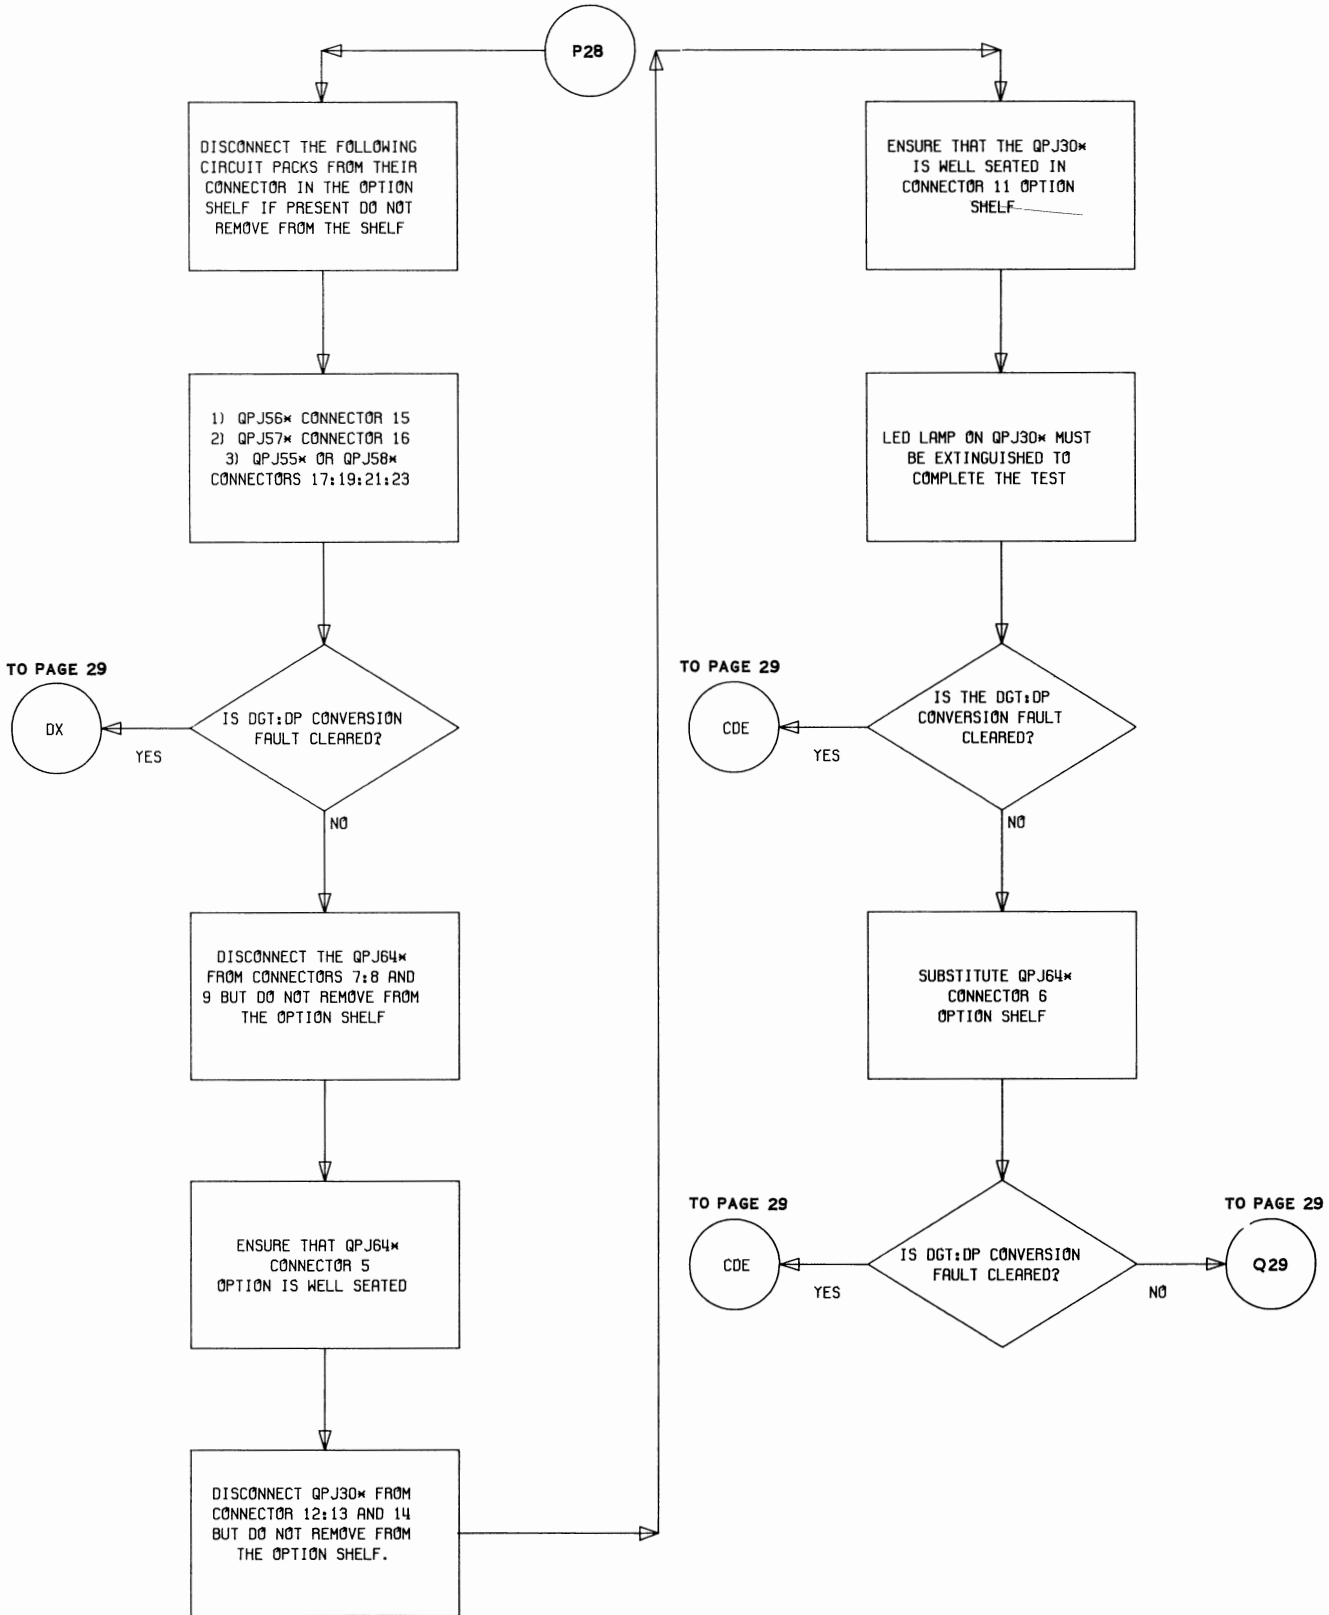 P28
DISCONNECT THE FOLLOWING
CIRCUIT PACKS FROM THEIR
CONNECTOR IN THE OPTION
SHELF IF PRESENT DO NOT
REMOVE FROM THE SHELF
1) QPJ56* CONNECTOR 15
2) QPJ57* CONNECTOR 16
3) QPJ55* OR QPJ58*
CONNECTORS 17:19:21:23
TO PAGE 29
DX
YES
IS DGT:DP CONVERSION
FAULT CLEARED?
NO
DISCONNECT THE QPJ64*
FROM CONNECTORS 7:8 AND
9 BUT DO NOT REMOVE FROM
THE OPTION SHELF
ENSURE THAT QPJ64*
CONNECTOR 5
OPTION IS WELL SEATED
DISCONNECT QPJ30* FROM
CONNECTOR 12:13 AND 14
BUT DO NOT REMOVE FROM
THE OPTION SHELF.
ENSURE THAT THE QPJ30*
IS WELL SEATED IN
CONNECTOR 11 OPTION
SHELF
LED LAMP ON QPJ30* MUST
BE EXTINGUISHED TO
COMPLETE THE TEST
TO PAGE 29
CDE
YES
IS THE DGT:DP
CONVERSION FAULT
CLEARED?
NO
SUBSTITUTE QPJ64*
CONNECTOR 6
OPTION SHELF
TO PAGE 29
CDE
YES
IS DGT:DP CONVERSION
FAULT CLEARED?
NO
TO PAGE 29
Q29